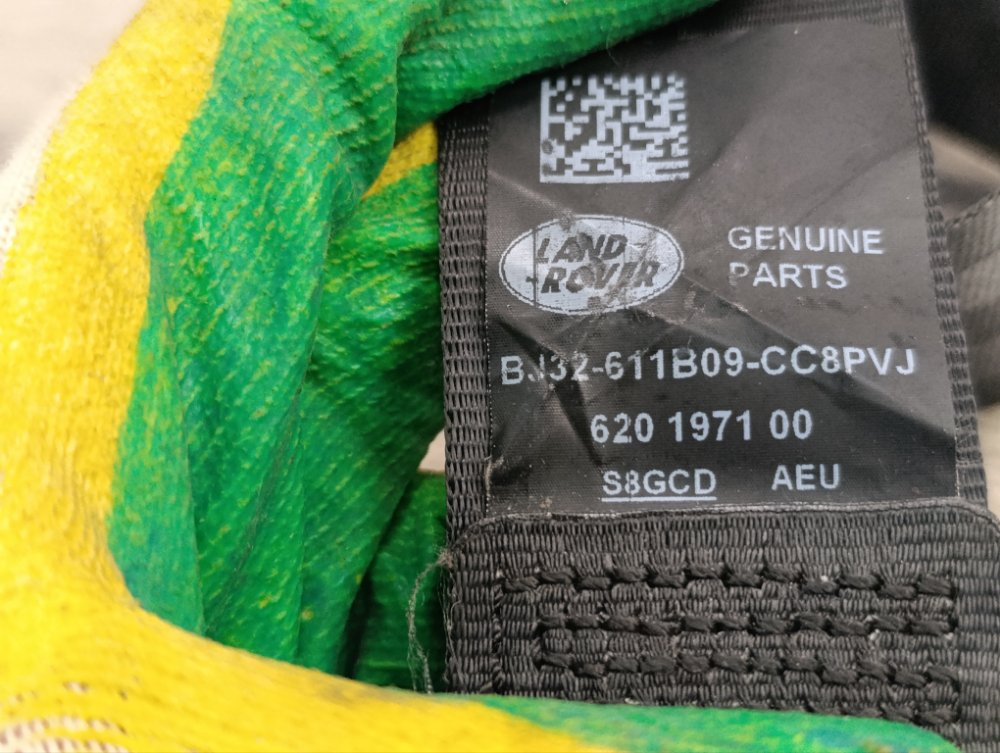 LAND-
-ROVER
GENUINE
PARTS
BJ32-611B09-CC8PVJ
620 1971 00
S8GCD AEU